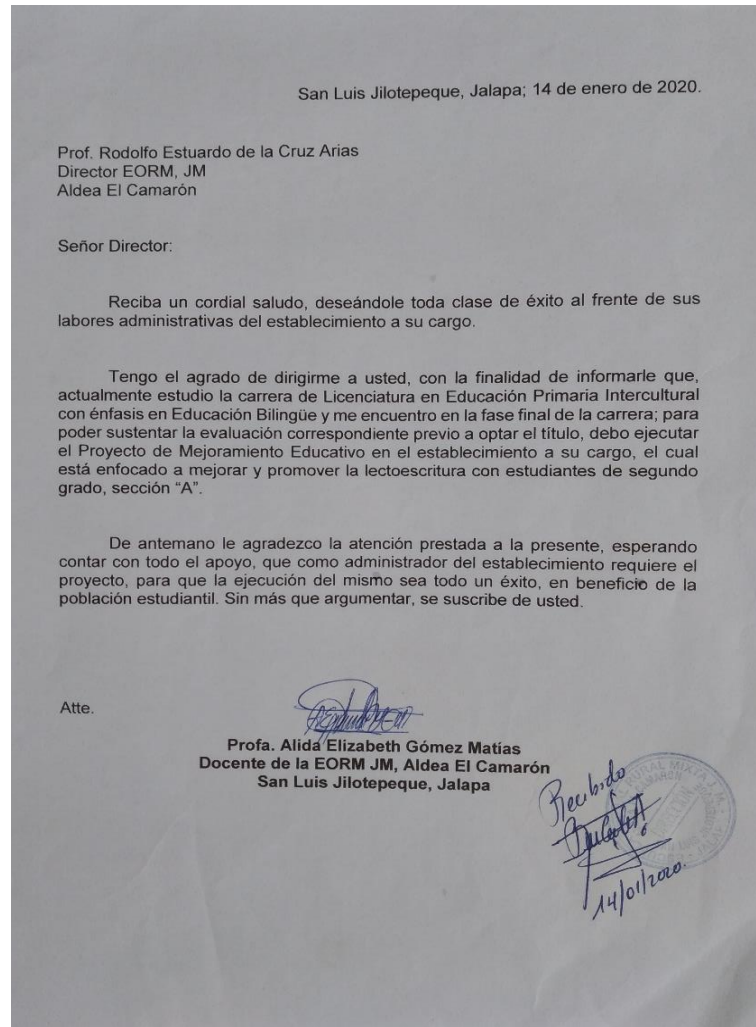 San Luis Jilotepeque, Jalapa; 14 de enero de 2020.
Prof. Rodolfo Estuardo de la Cruz Arias
Director EORM, JM
Aldea El Camarón
Señor Director:
Reciba un cordial saludo, deseándole toda clase de éxito al frente de sus
labores administrativas del establecimiento a su cargo.
Tengo el agrado de dirigirme a usted, con la finalidad de informarle que,
actualmente estudio la carrera de Licenciatura en Educación Primaria Intercultural
con énfasis en Educación Bilingüe y me encuentro en la fase final de la carrera; para
poder sustentar la evaluación correspondiente previo a optar el título, debo ejecutar
el Proyecto de Mejoramiento Educativo en el establecimiento a su cargo, el cual
está enfocado a mejorar y promover la lectoescritura con estudiantes de segundo
grado, sección “A”.
De antemano le agradezco la atención prestada a la presente, esperando
contar con todo el apoyo, que como administrador del establecimiento requiere el
proyecto, para que la ejecución del mismo sea todo un éxito, en beneficio de la
población estudiantil. Sin más que argumentar, se suscribe de usted.
Atte.
Profa. Alida Elizabeth Gómez Matías
Docente de la EORM JM, Aldea El Camarón
San Luis Jilotepeque, Jalapa
Recibido
RURAL MIXTA
14/01/2020.